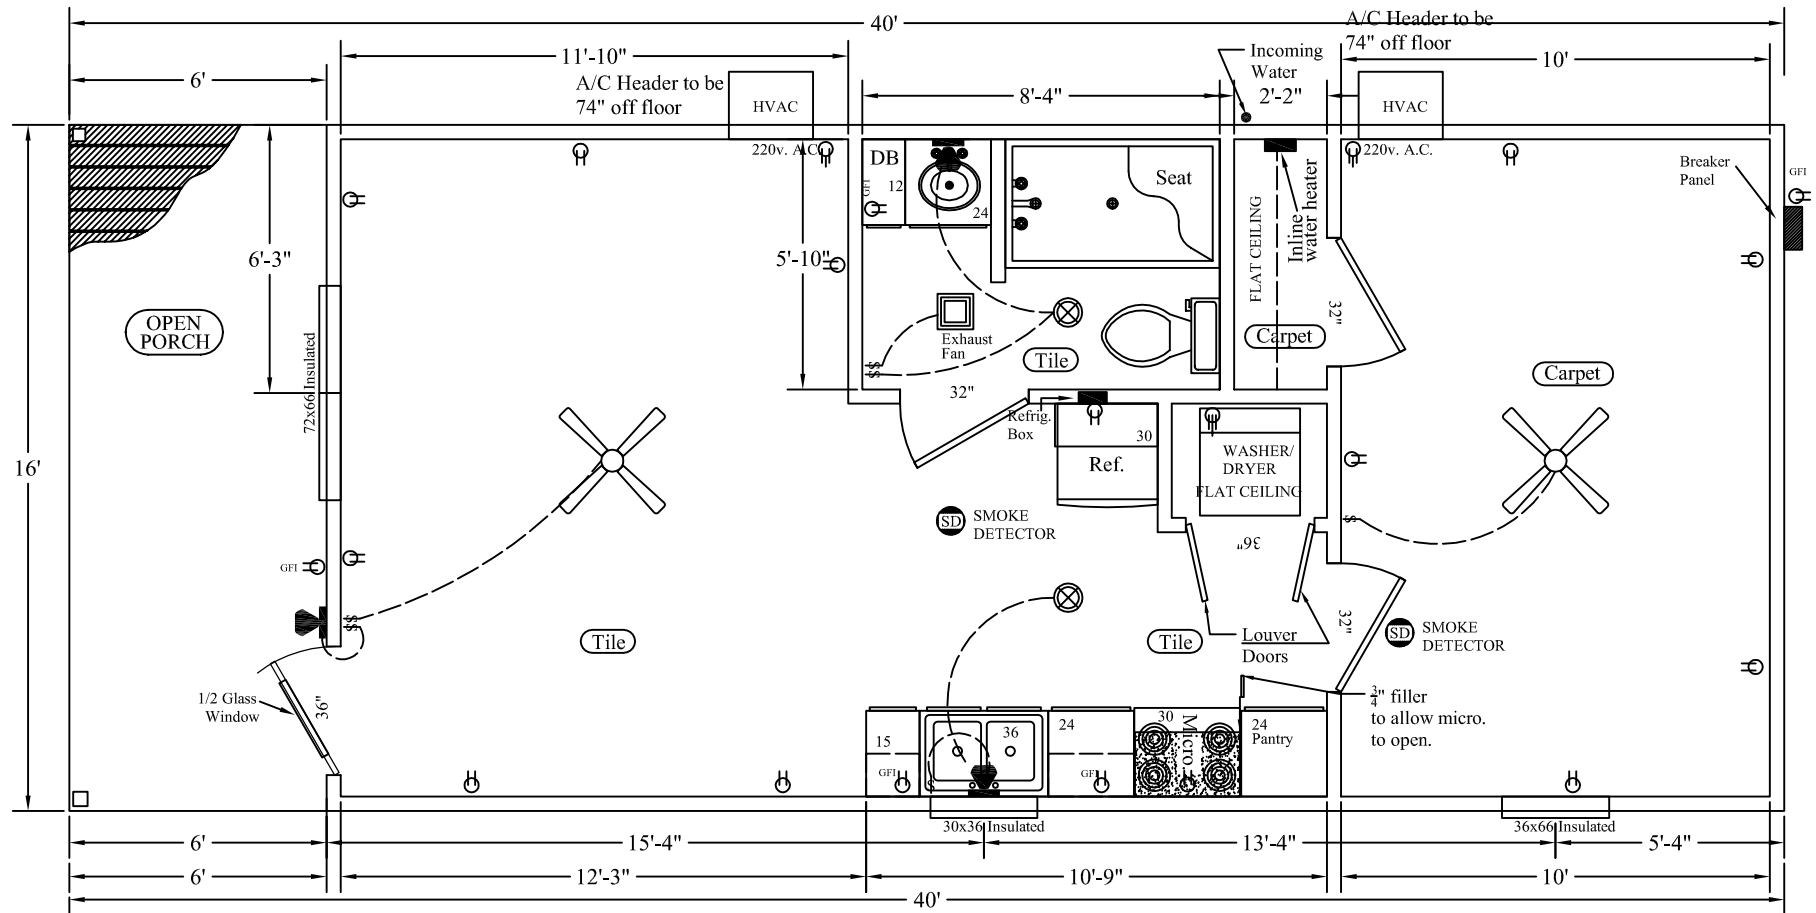 40'
A/C Header to be
74" off floor
6'
11'-10"
A/C Header to be
74" off floor
HVAC
8'-4"
Incoming
Water
2'-2"
HVAC
10'
220v. A.C.
220v. A.C.
DB
12
GFI
24
Seat
FLAT CEILING
Inline
water heater
Breaker
Panel
GFI
16'
6'-3"
5'-10"
OPEN
PORCH
72x66 Insulated
Exhaust
Fan
SS
Tile
32"
Carpet
32"
Carpet
Refrig.
Box
30
Ref.
WASHER/
DRYER
FLAT CEILING
SD
SMOKE
DETECTOR
36"
S
GFI
SS
Tile
Tile
Louver
Doors
32"
SD
SMOKE
DETECTOR
1/2 Glass
Window
36"
3/4" filler
to allow micro.
to open.
15
GFI
36
S
24
GFI
30
Micro.
24
Pantry
30x36 Insulated
36x66 Insulated
6'
15'-4"
13'-4"
5'-4"
6'
12'-3"
10'-9"
10'
40'